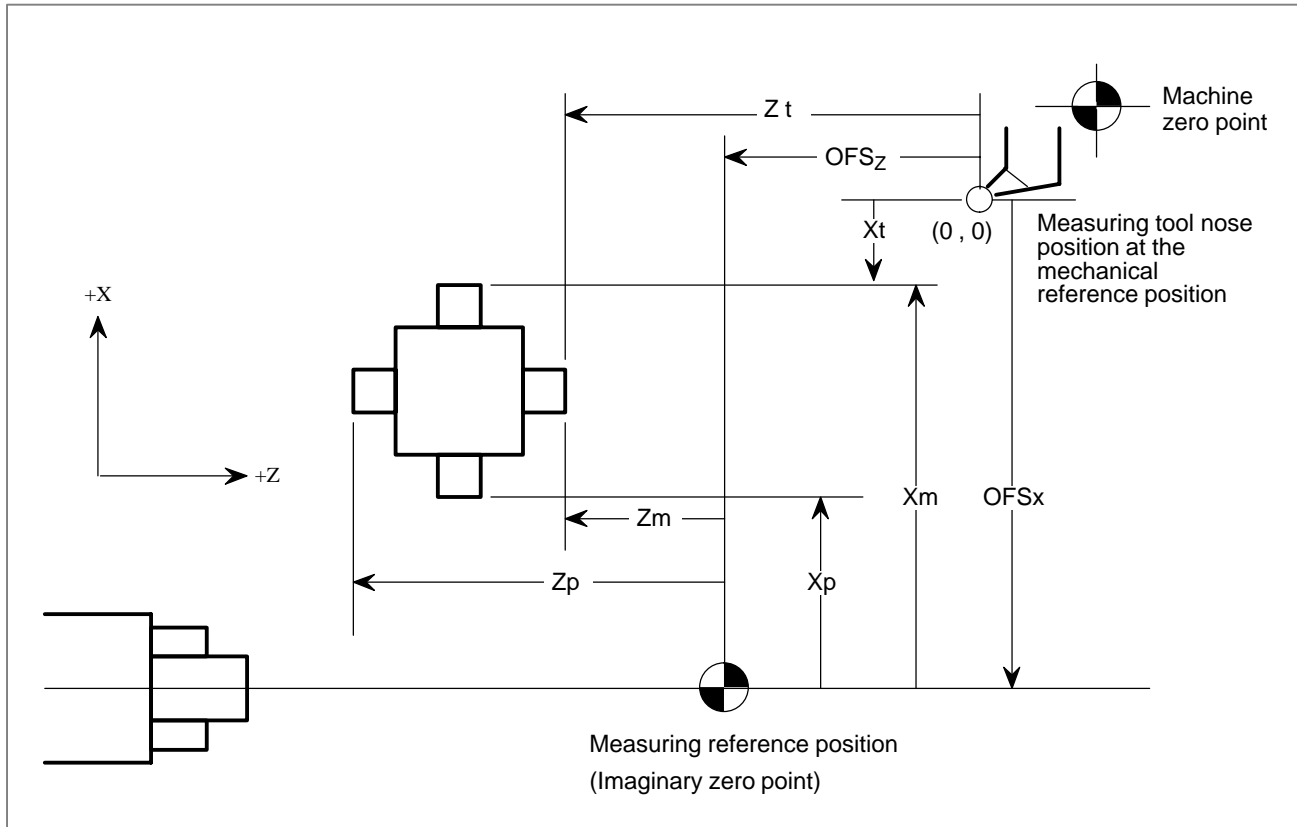 Z t
Machine
zero point
OFSZ
Xt
(0 , 0)
Measuring tool nose
position at the
mechanical
reference position
+X
+Z
Xm
OFSx
Zm
Zp
Xp
Measuring reference position
(Imaginary zero point)